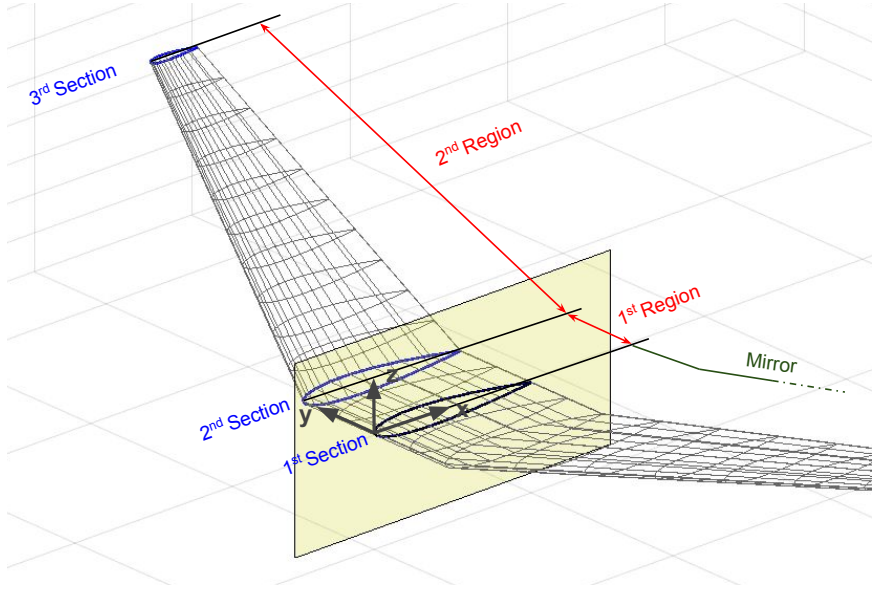 3rd Section
2nd Region
1st Region
Mirror
z
2nd Section
y
x
1st Section